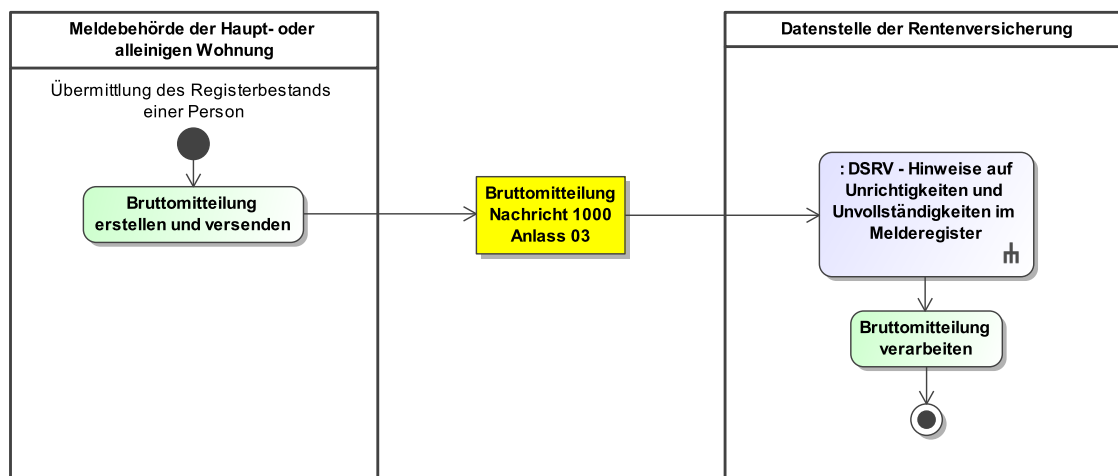 Meldebehörde der Haupt- oder
alleinigen Wohnung
Übermittlung des Registerbestands
einer Person
Bruttomitteilung
erstellen und versenden
Bruttomitteilung
Nachricht 1000
Anlass 03
Datenstelle der Rentenversicherung
: DSRV - Hinweise auf
Unrichtigkeiten und
Unvollständigkeiten im
Melderegister
Bruttomitteilung
verarbeiten